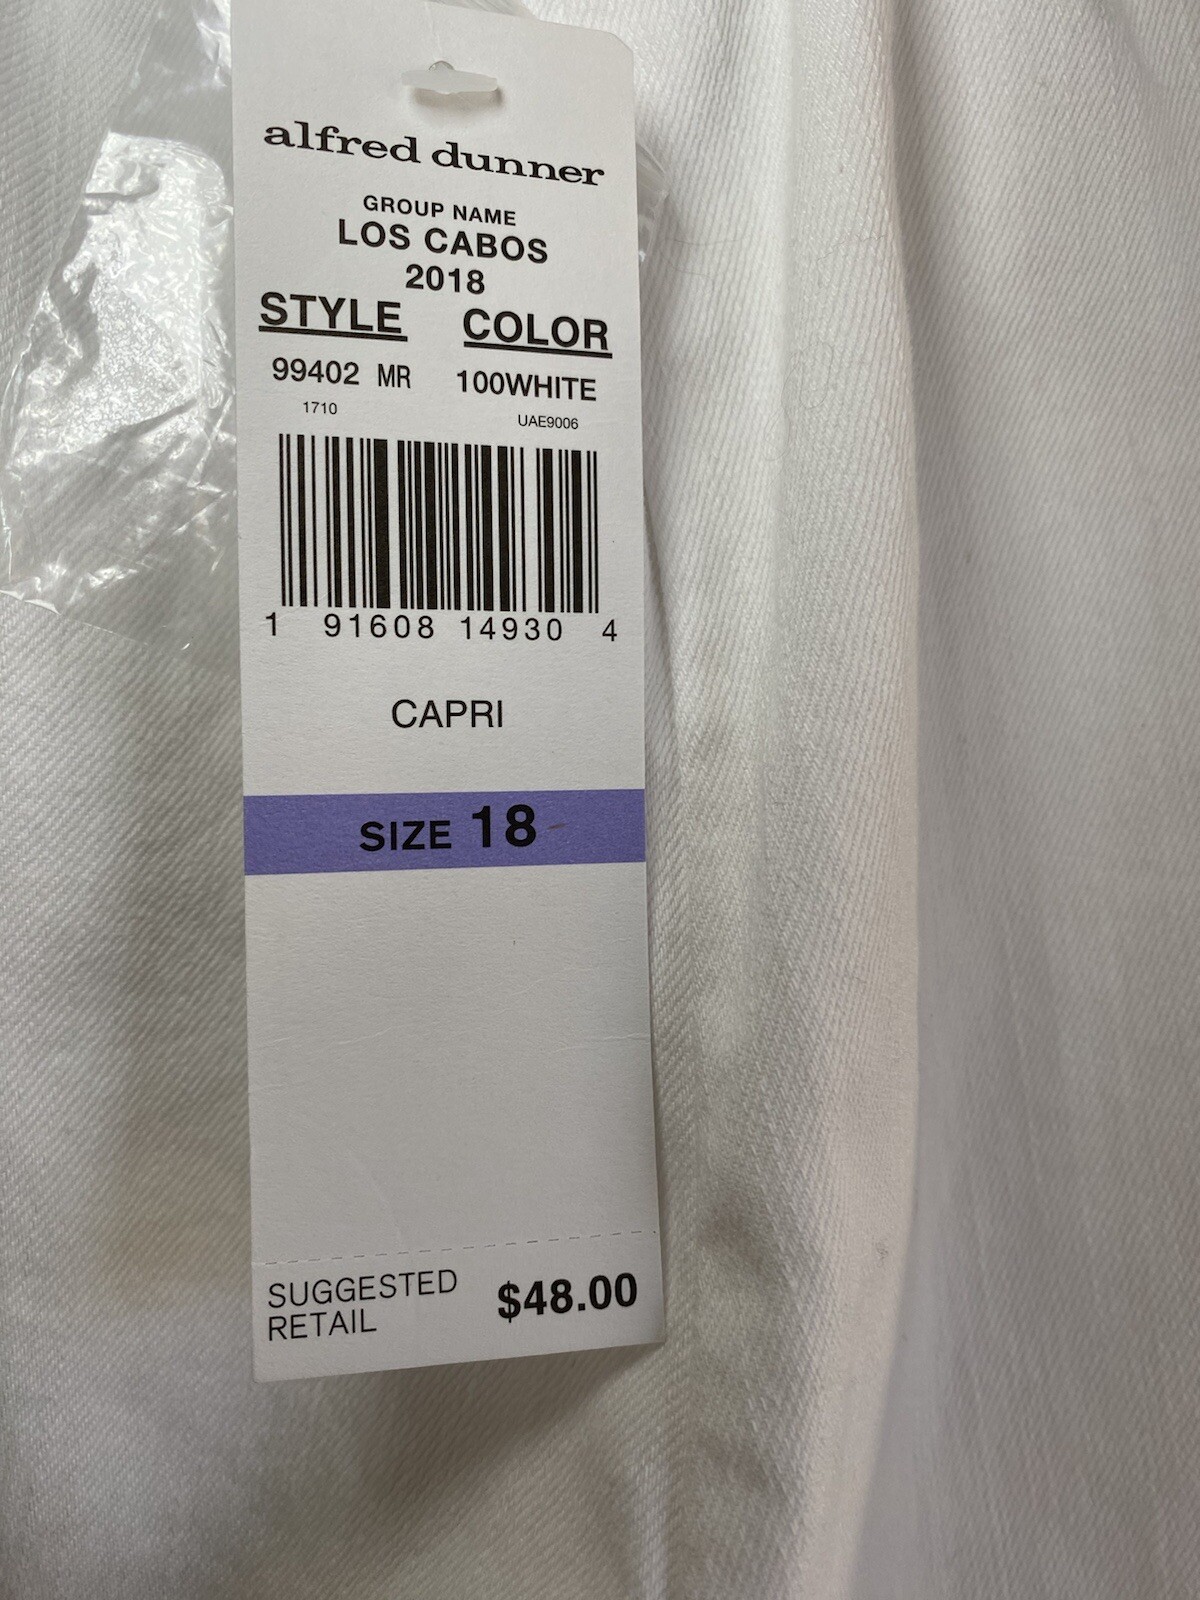 alfred dunner
GROUP NAME
LOS CABOS
2018
STYLE COLOR
99402 MR 100WHITE
1710 UAE9006
1 91608 14930 4
CAPRI
SIZE 18
SUGGESTED
RETAIL $48.00